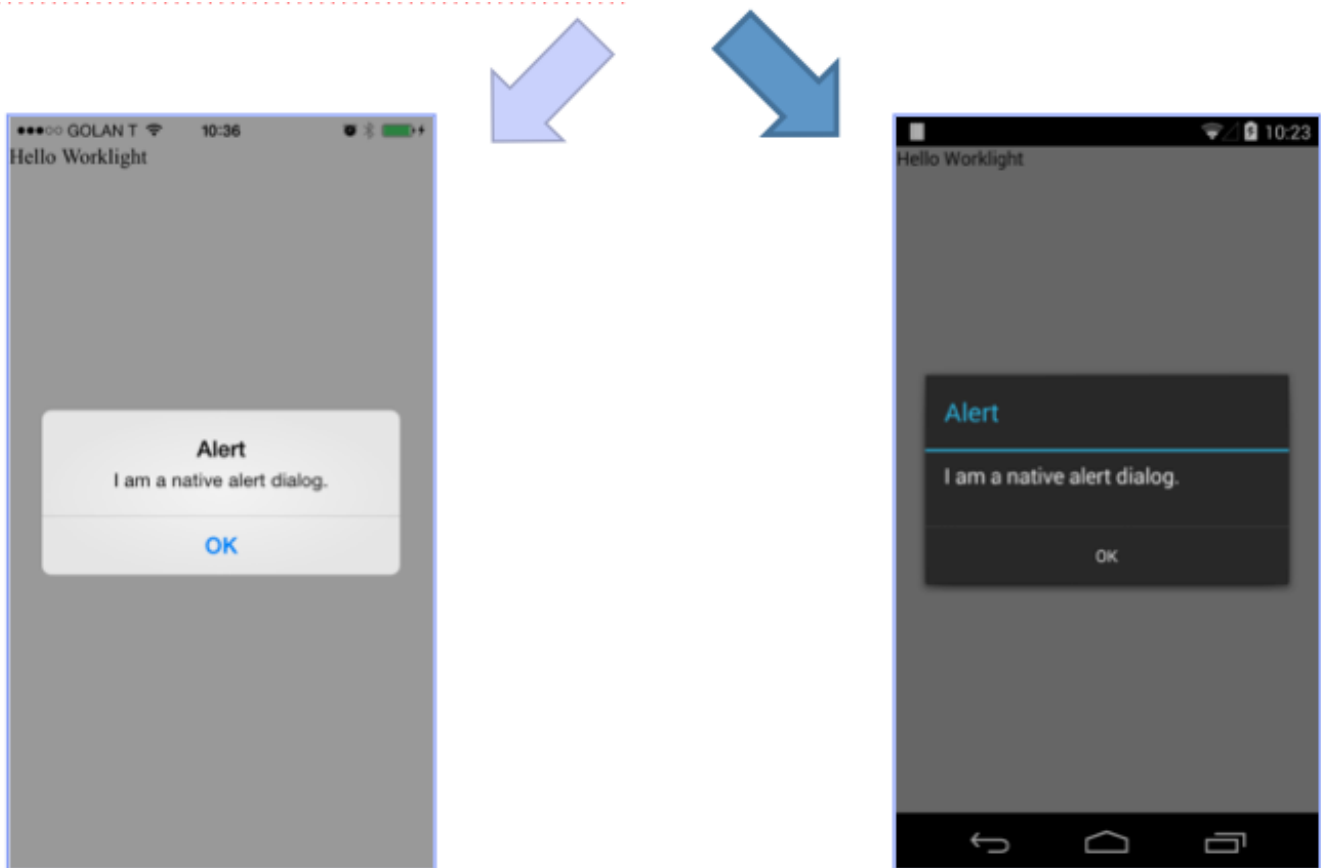 GOLAN T 10:36
Hello Worklight
Alert
I am a native alert dialog.
OK
10:23
Hello Worklight
Alert
I am a native alert dialog.
OK